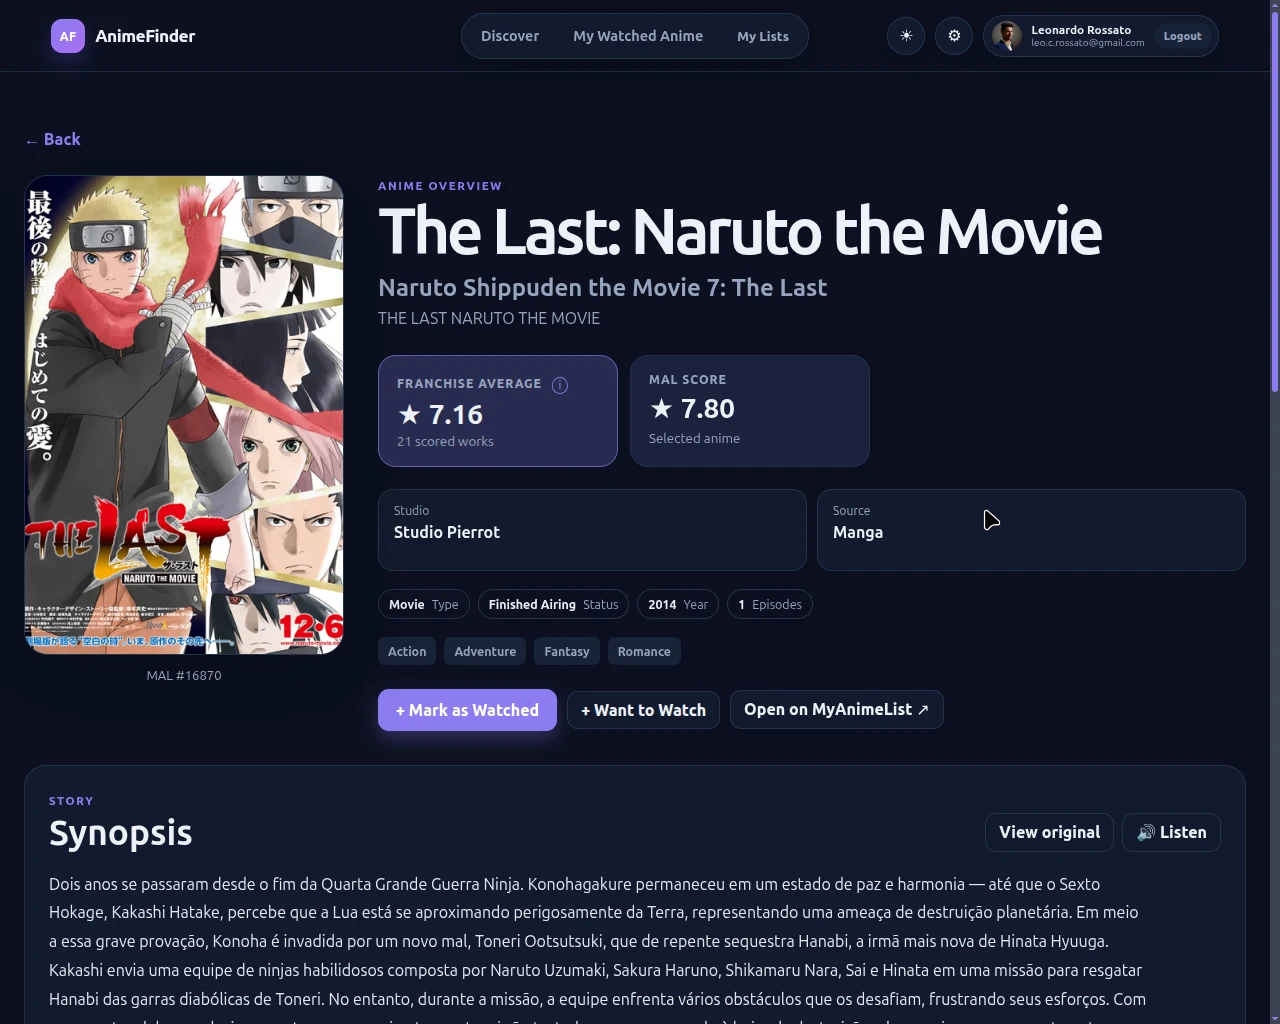 AF AnimeFinder
Discover My Watched Anime My Lists
☀ ⚙
Leonardo Rossato
leo.c.rossato@gmail.com
Logout
← Back
最後の物語は、はじめての愛。
THE LAST
ザ・ラスト
NARUTO THE MOVIE
12・6
MAL #16870
ANIME OVERVIEW
The Last: Naruto the Movie
Naruto Shippuden the Movie 7: The Last
THE LAST NARUTO THE MOVIE
FRANCHISE AVERAGE ⓘ
★ 7.16
21 scored works
MAL SCORE
★ 7.80
Selected anime
Studio
Studio Pierrot
Source
Manga
Movie Type Finished Airing Status 2014 Year 1 Episodes
Action Adventure Fantasy Romance
+ Mark as Watched + Want to Watch Open on MyAnimeList ↗
STORY
Synopsis
View original 🔊 Listen
Dois anos se passaram desde o fim da Quarta Grande Guerra Ninja. Konohagakure permaneceu em um estado de paz e harmonia — até que o Sexto
Hokage, Kakashi Hatake, percebe que a Lua está se aproximando perigosamente da Terra, representando uma ameaça de destruição planetária. Em meio
a essa grave provação, Konoha é invadida por um novo mal, Toneri Ootsutsuki, que de repente sequestra Hanabi, a irmã mais nova de Hinata Hyuuga.
Kakashi envia uma equipe de ninjas habilidosos composta por Naruto Uzumaki, Sakura Haruno, Shikamaru Nara, Sai e Hinata em uma missão para resgatar
Hanabi das garras diabólicas de Toneri. No entanto, durante a missão, a equipe enfrenta vários obstáculos que os desafiam, frustrando seus esforços. Com